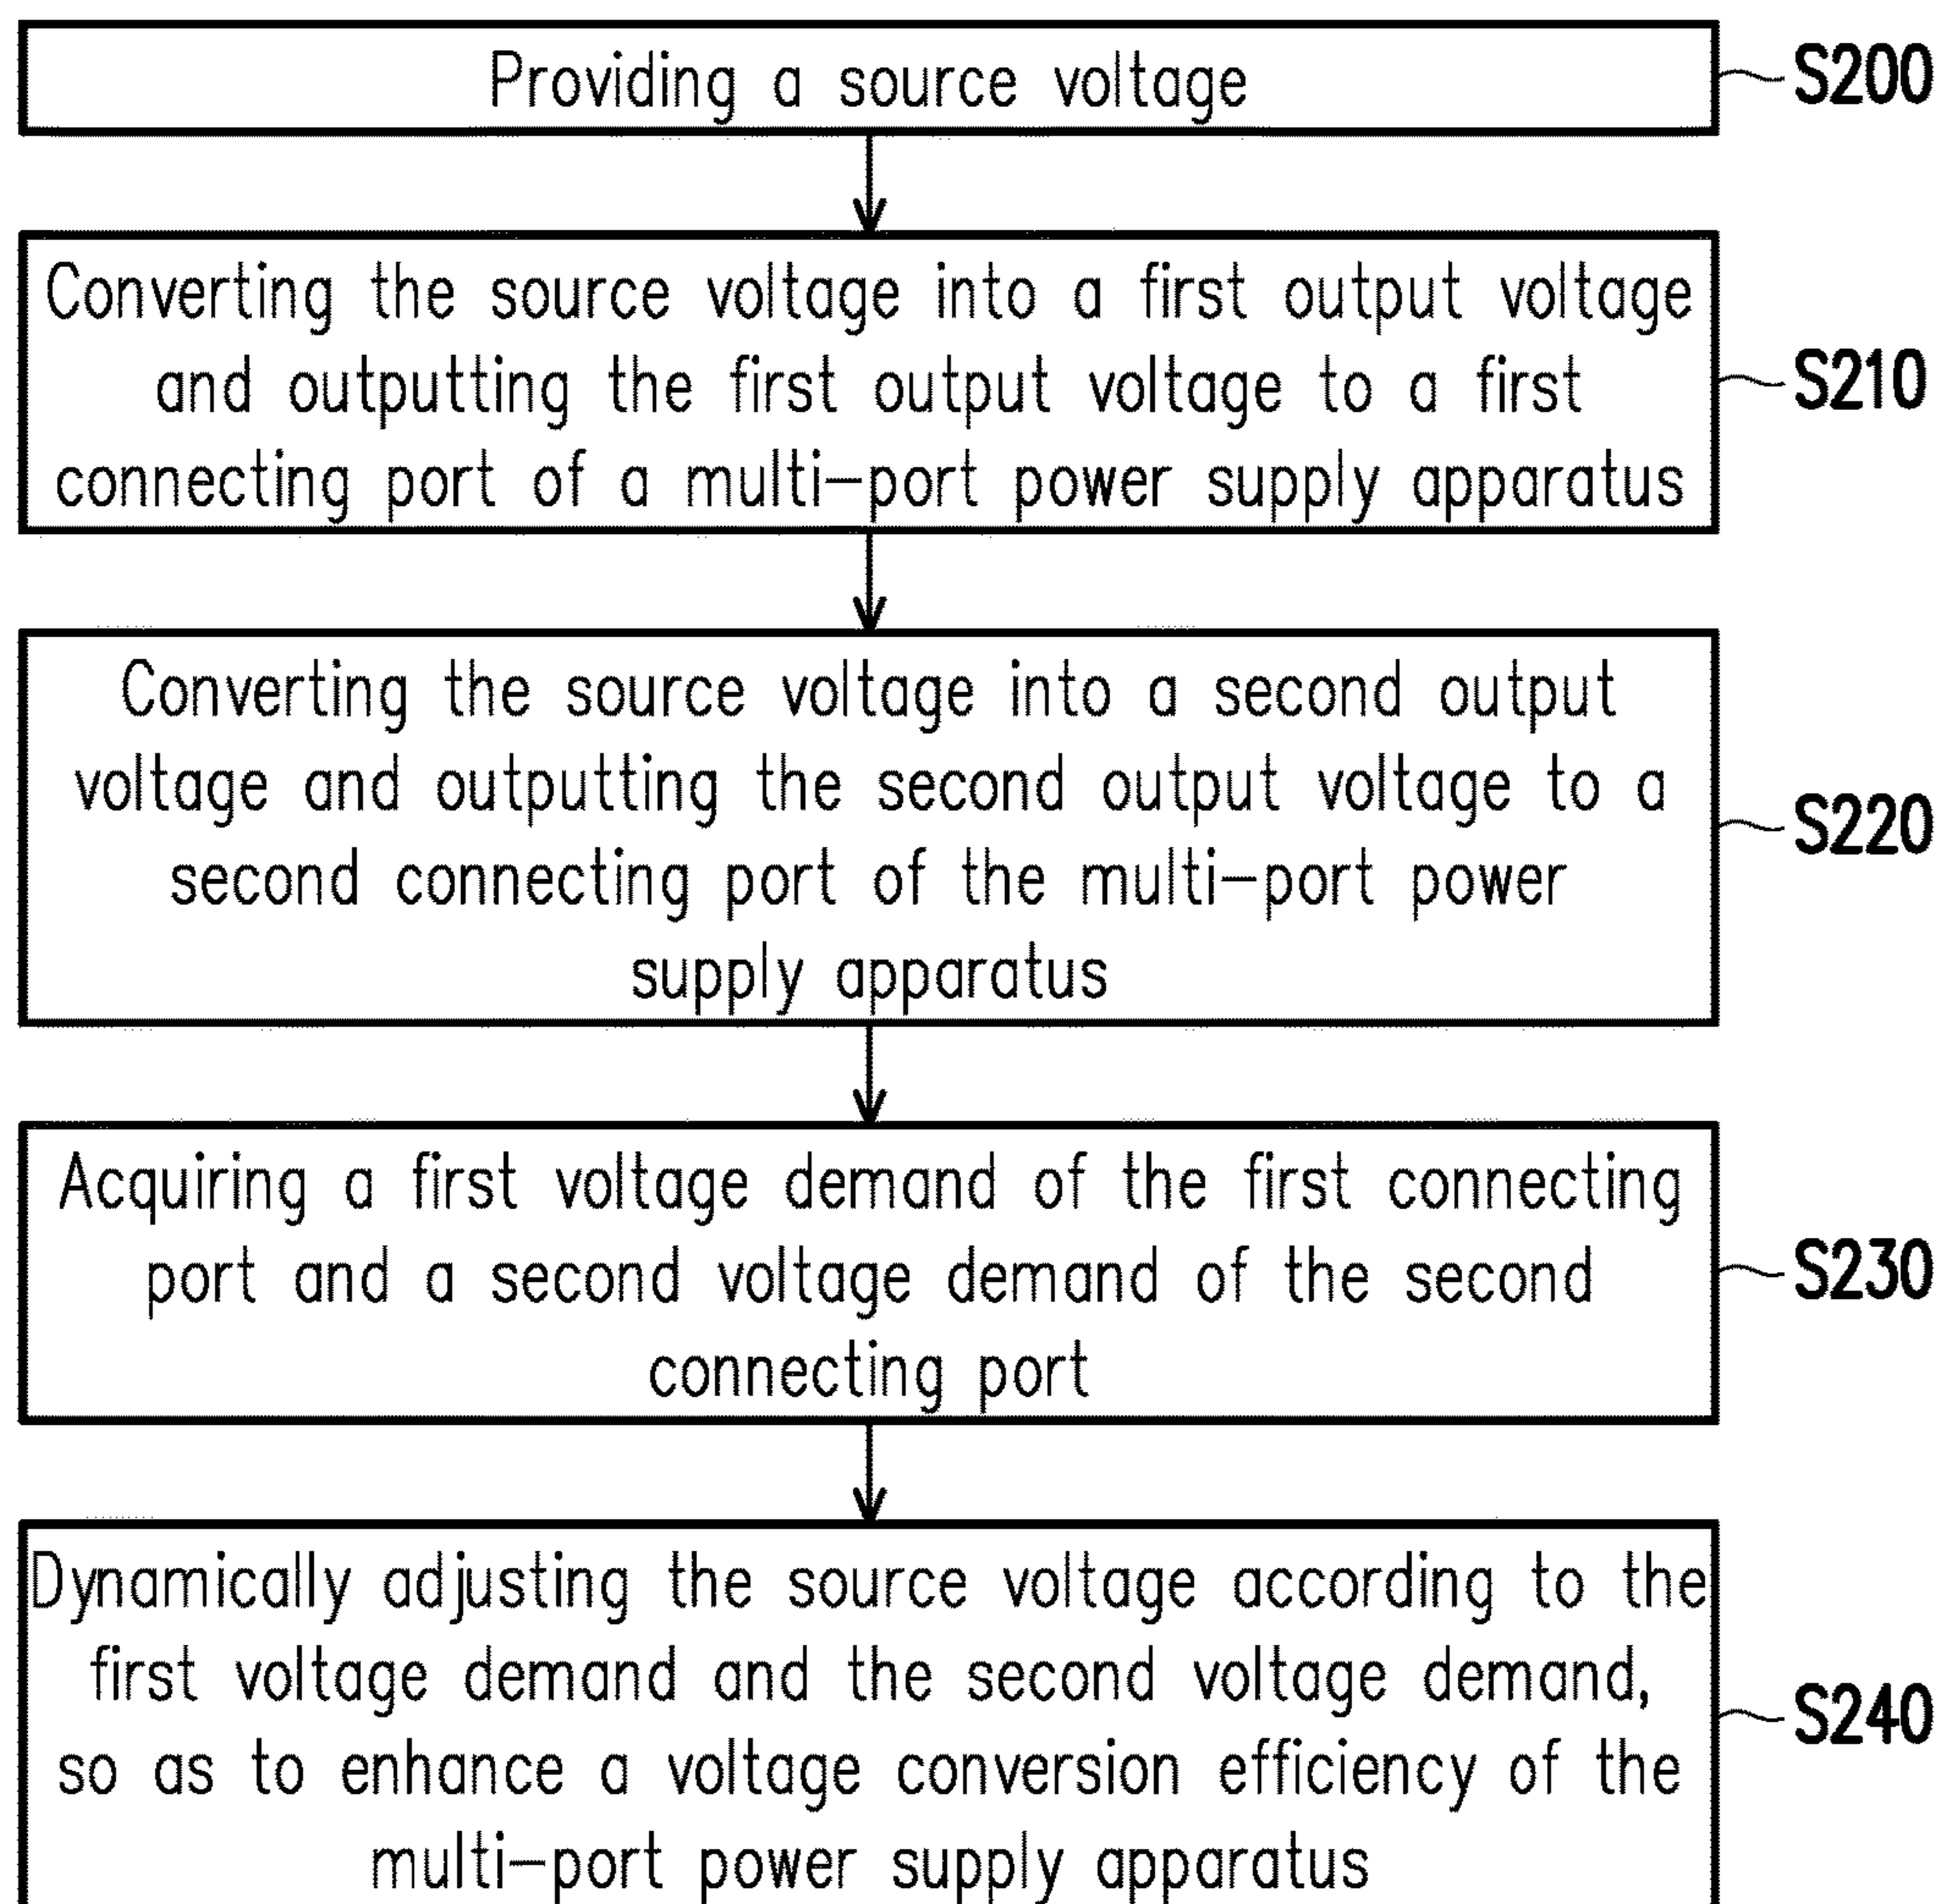 Providing a source voltage
S200
Converting the source voltage into a first output voltage
and outputting the first output voltage to a first
connecting port of a multi-port power supply apparatus
S210
Converting the source voltage into a second output
voltage and outputting the second output voltage to a
second connecting port of the multi-port power
supply apparatus
S220
Acquiring a first voltage demand of the first connecting
port and a second voltage demand of the second
connecting port
S230
Dynamically adjusting the source voltage according to the
first voltage demand and the second voltage demand,
so as to enhance a voltage conversion efficiency of the
multi-port power supply apparatus
S240